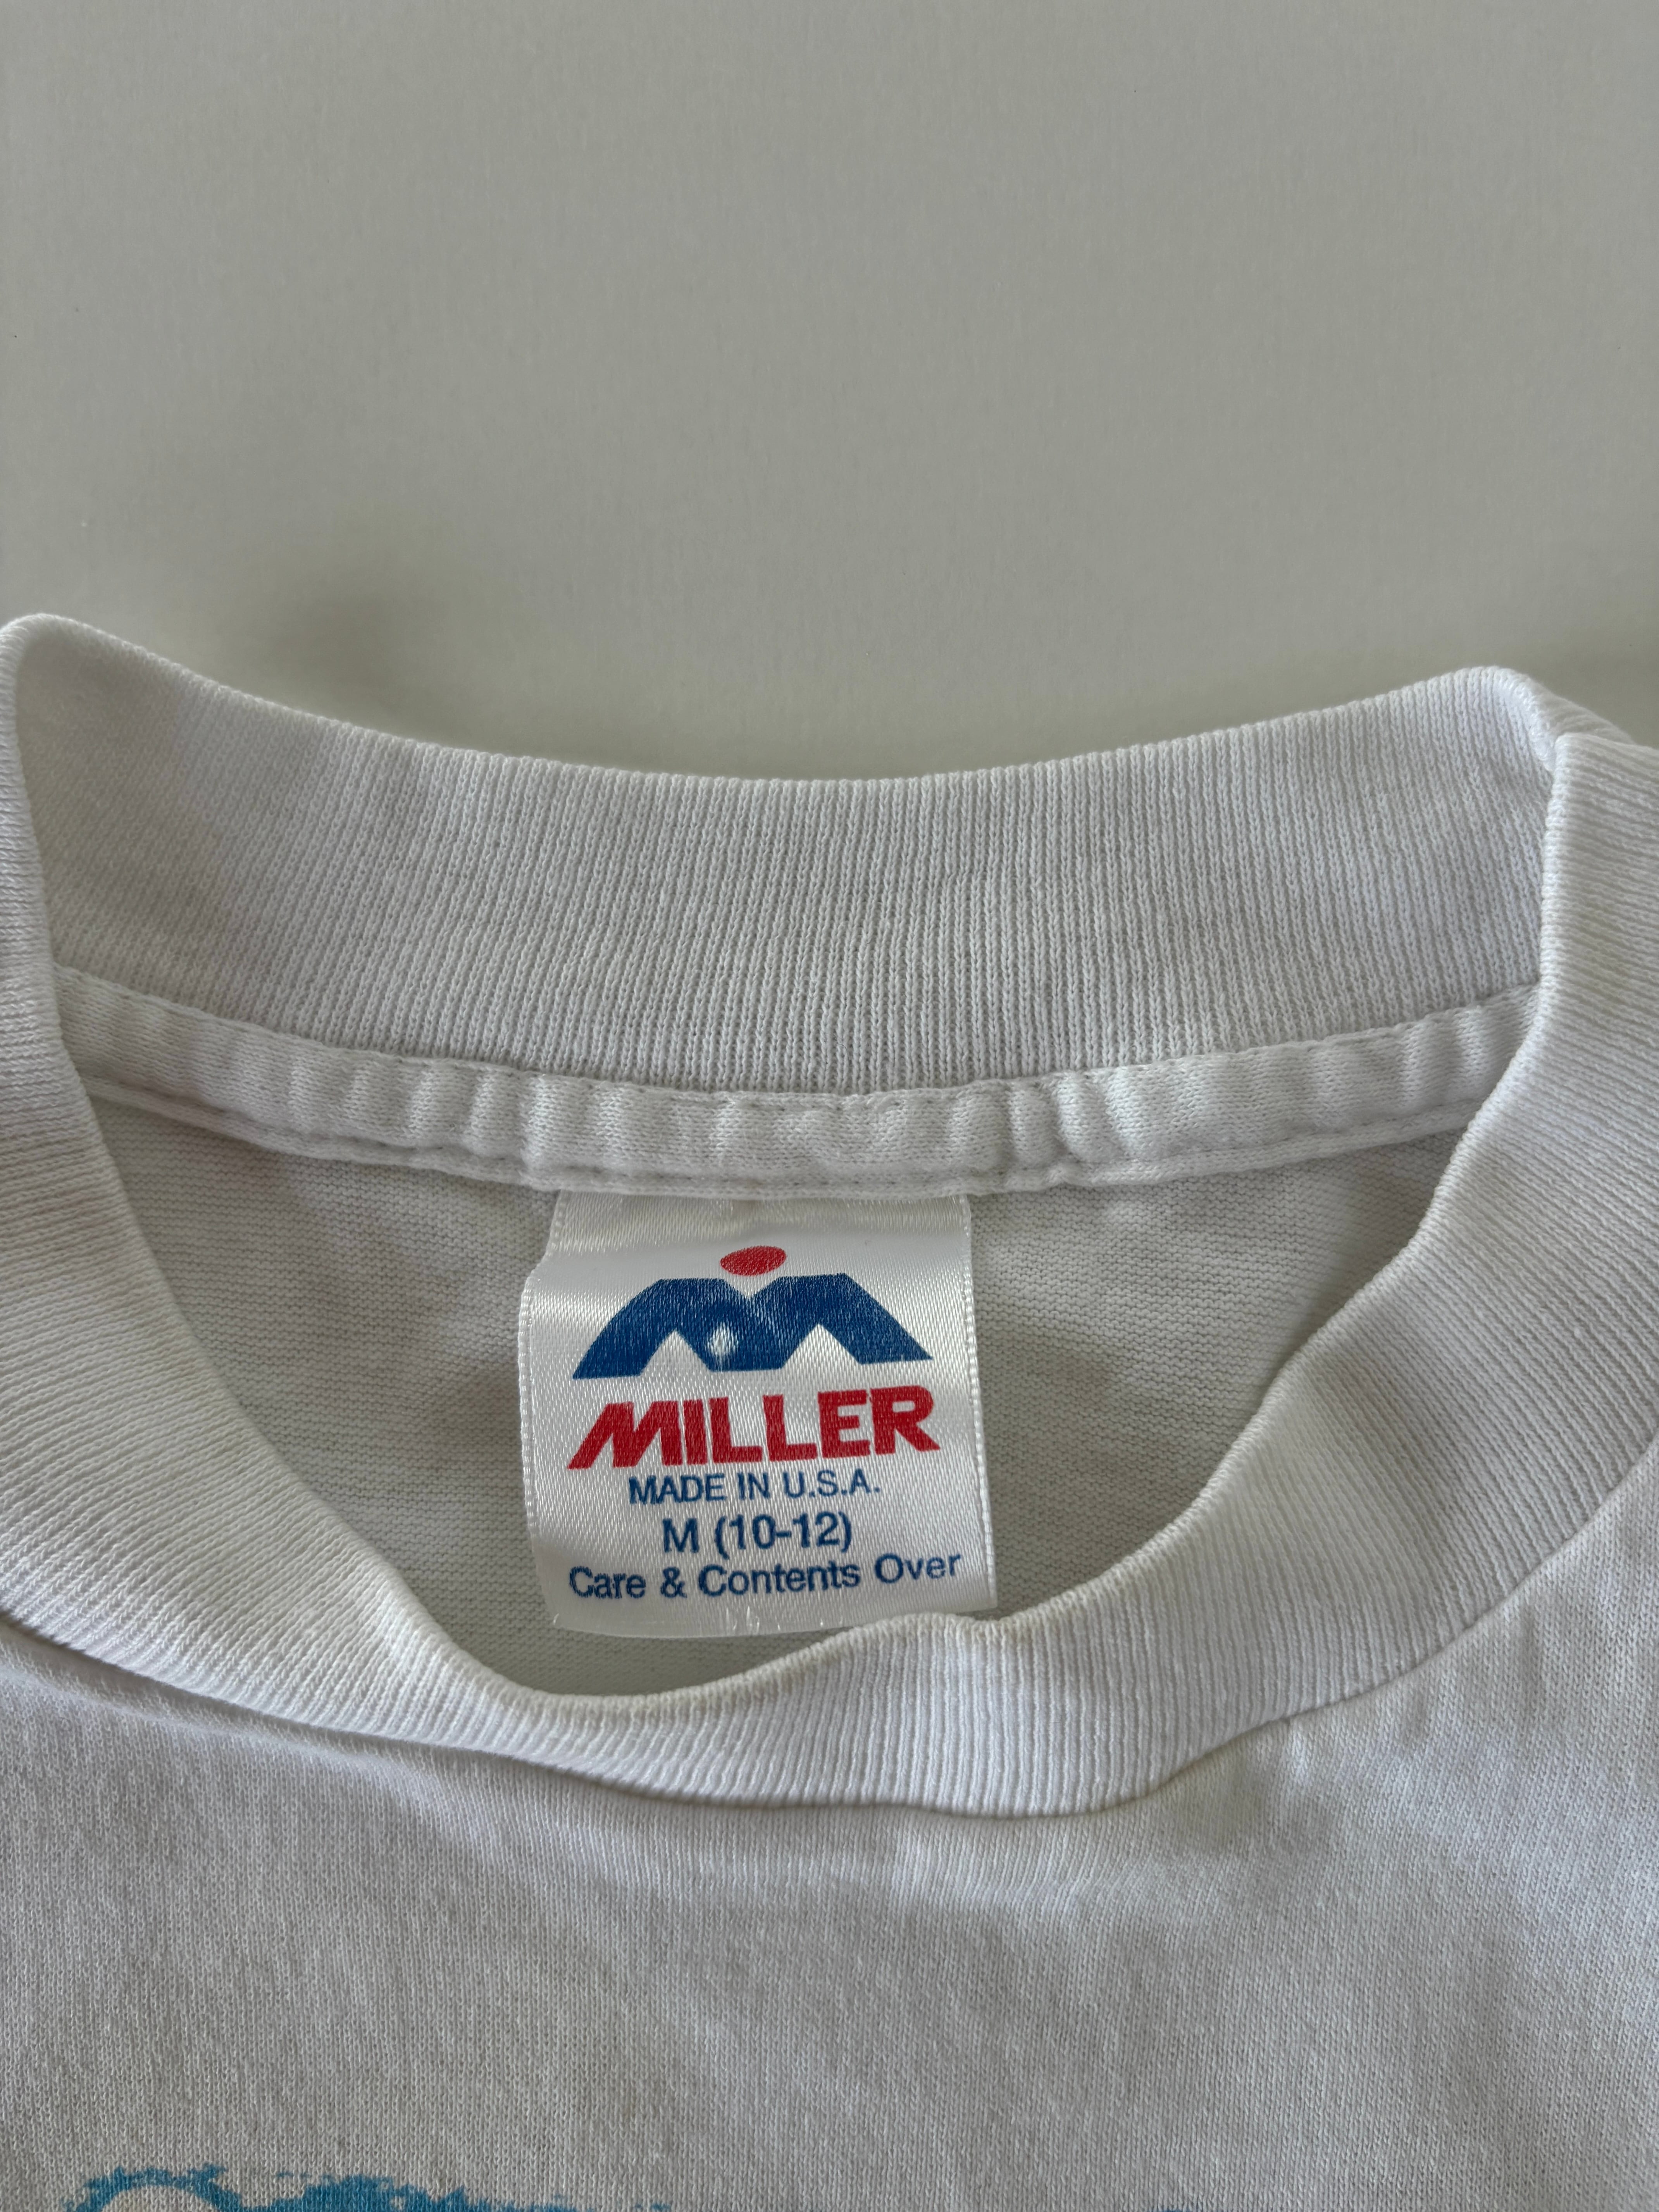 MILLER
MADE IN U.S.A.
M (10-12)
Care & Contents Over